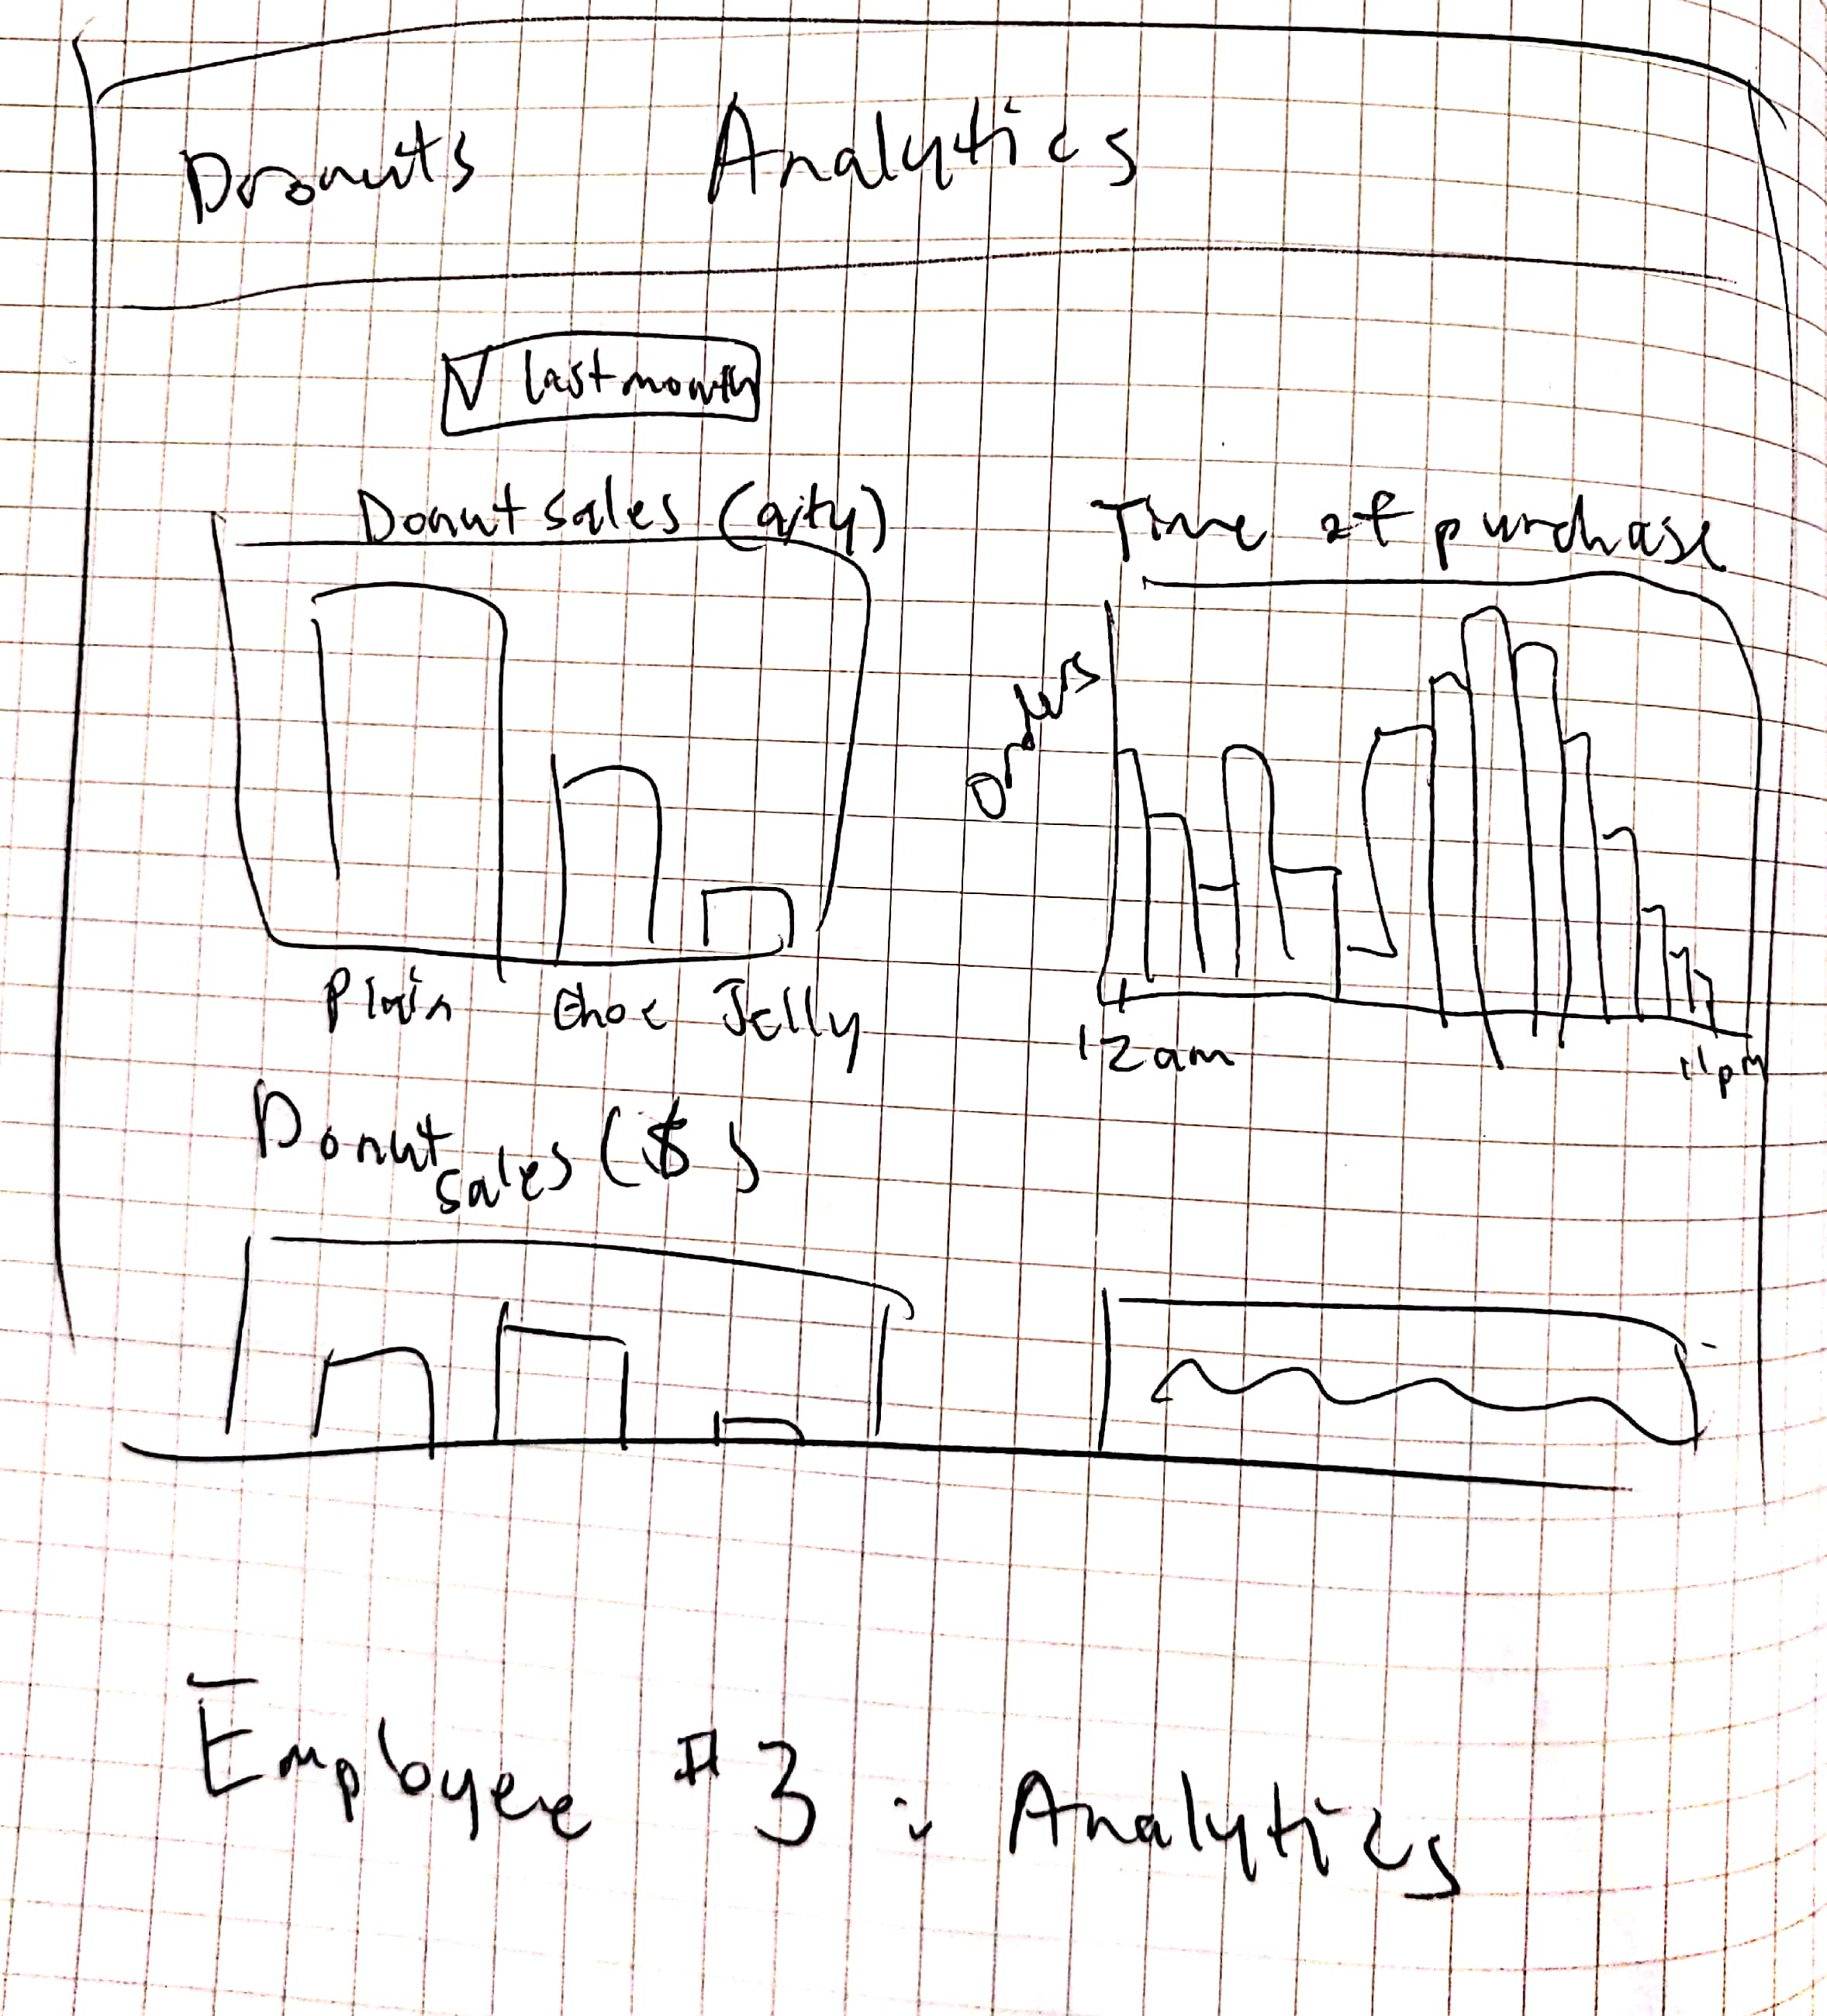 Donuts Analytics
last month
Donut sales (qty)
Time of purchase
Orders
Plain Choc Jelly
12am 11pm
Donut
sales ($)
Employee #3: Analytics